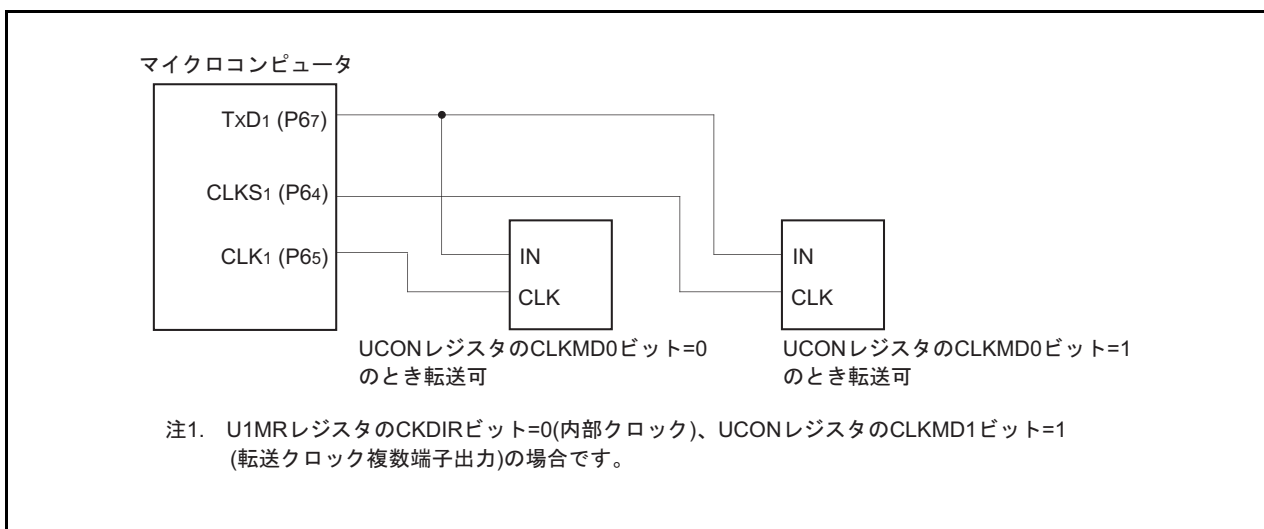 マイクロコンピュータ
TxD1 (P67)
CLKS1 (P64)
CLK1 (P65)
IN
CLK
IN
CLK
UCONレジスタのCLKMD0ビット=0
のとき転送可
UCONレジスタのCLKMD0ビット=1
のとき転送可
注1. U1MRレジスタのCKDIRビット=0(内部クロック)、UCONレジスタのCLKMD1ビット=1
(転送クロック複数端子出力)の場合です。